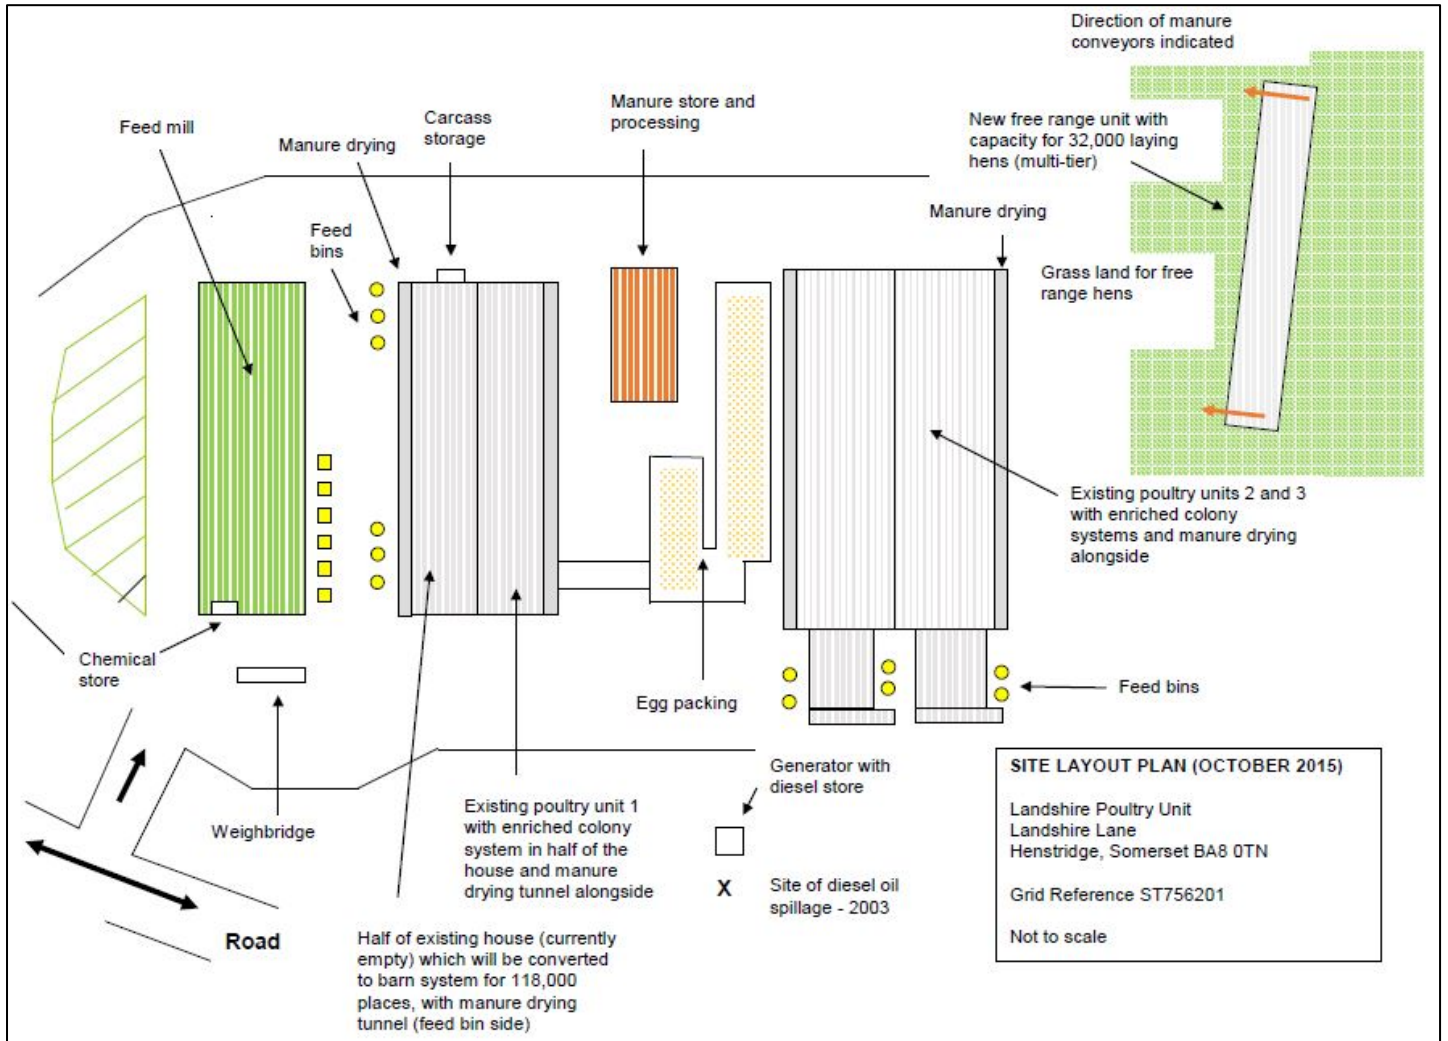 Direction of manure
conveyors indicated
Feed mill
Manure drying
Carcass
storage
Manure store and
processing
New free range unit with
capacity for 32,000 laying
hens (multi-tier)
Feed
bins
Manure drying
Grass land for free
range hens
Existing poultry units 2 and 3
with enriched colony
systems and manure drying
alongside
Chemical
store
Egg packing
Feed bins
Weighbridge
Existing poultry unit 1
with enriched colony
system in half of the
house and manure
drying tunnel alongside
Generator with
diesel store
X
Site of diesel oil
spillage - 2003
Road
Half of existing house (currently
empty) which will be converted
to barn system for 118,000
places, with manure drying
tunnel (feed bin side)
SITE LAYOUT PLAN (OCTOBER 2015)
Landshire Poultry Unit
Landshire Lane
Henstridge, Somerset BA8 0TN
Grid Reference ST756201
Not to scale